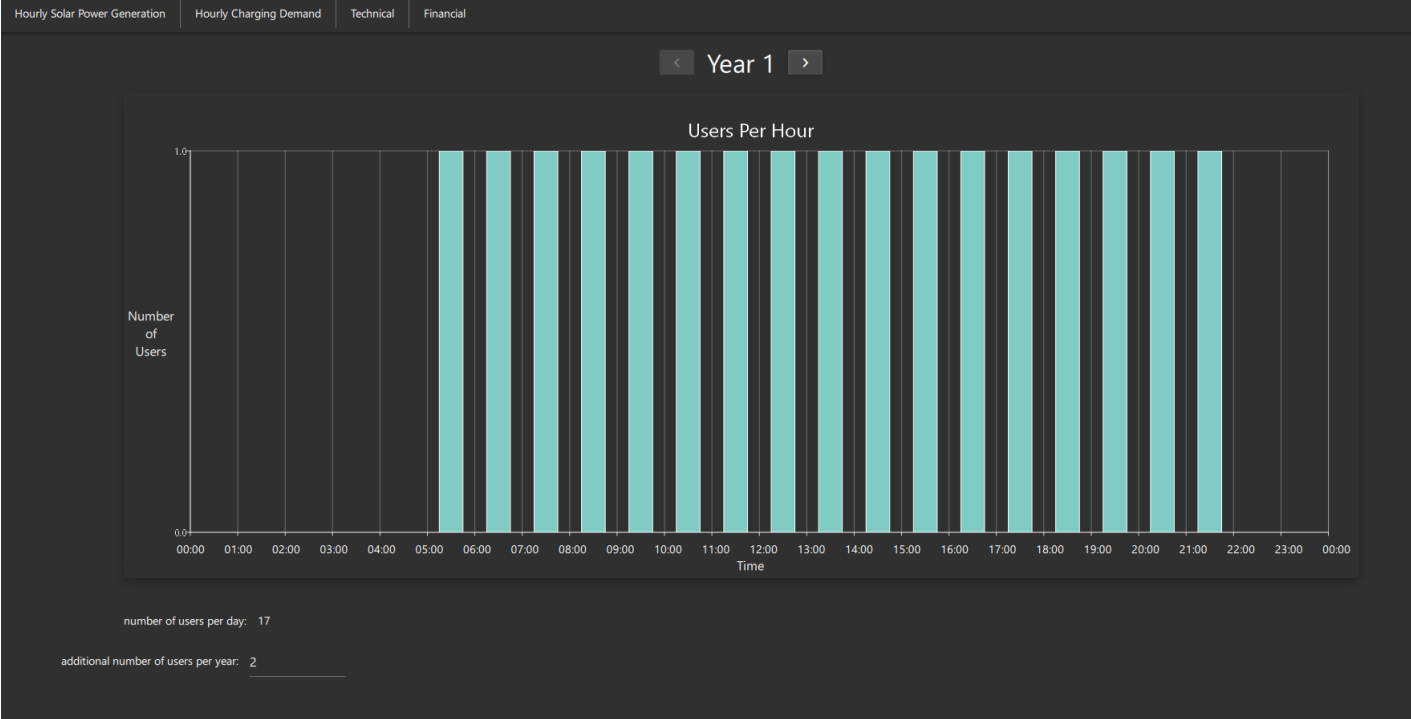 Hourly Solar Power Generation Hourly Charging Demand Technical Financial
Year 1
Users Per Hour
1.0
Number
of
Users
0.0
00:00 01:00 02:00 03:00 04:00 05:00 06:00 07:00 08:00 09:00 10:00 11:00 12:00 13:00 14:00 15:00 16:00 17:00 18:00 19:00 20:00 21:00 22:00 23:00 00:00
Time
number of users per day: 17
additional number of users per year: 2